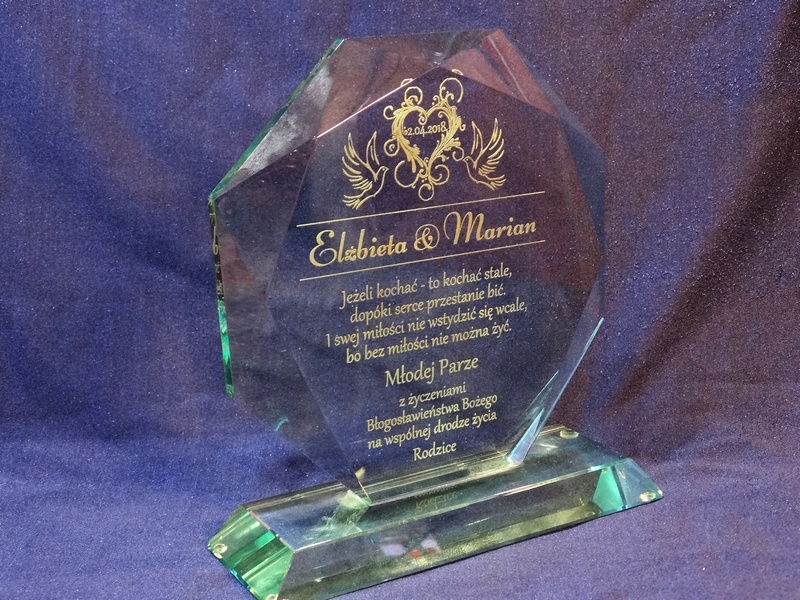 2.04.2018
Elżbieta & Marian
Jeżeli kochać - to kochać stale,
dopóki serce przestanie bić.
I swej miłości nie wstydzić się wcale,
bo bez miłości nie można żyć.
Młodej Parze
z życzeniami
Błogosławieństwa Bożego
na wspólnej drodze życia
Rodzice